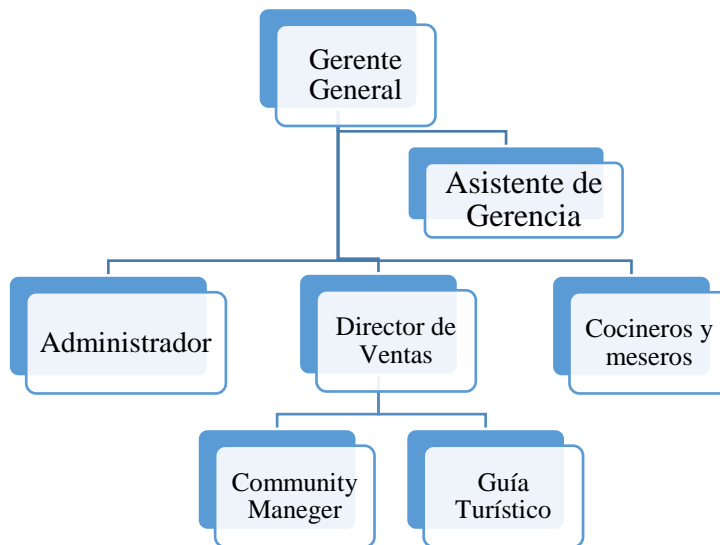 Gerente
General
Asistente de
Gerencia
Administrador
Director de
Ventas
Cocineros y
meseros
Community
Maneger
Guía
Turístico